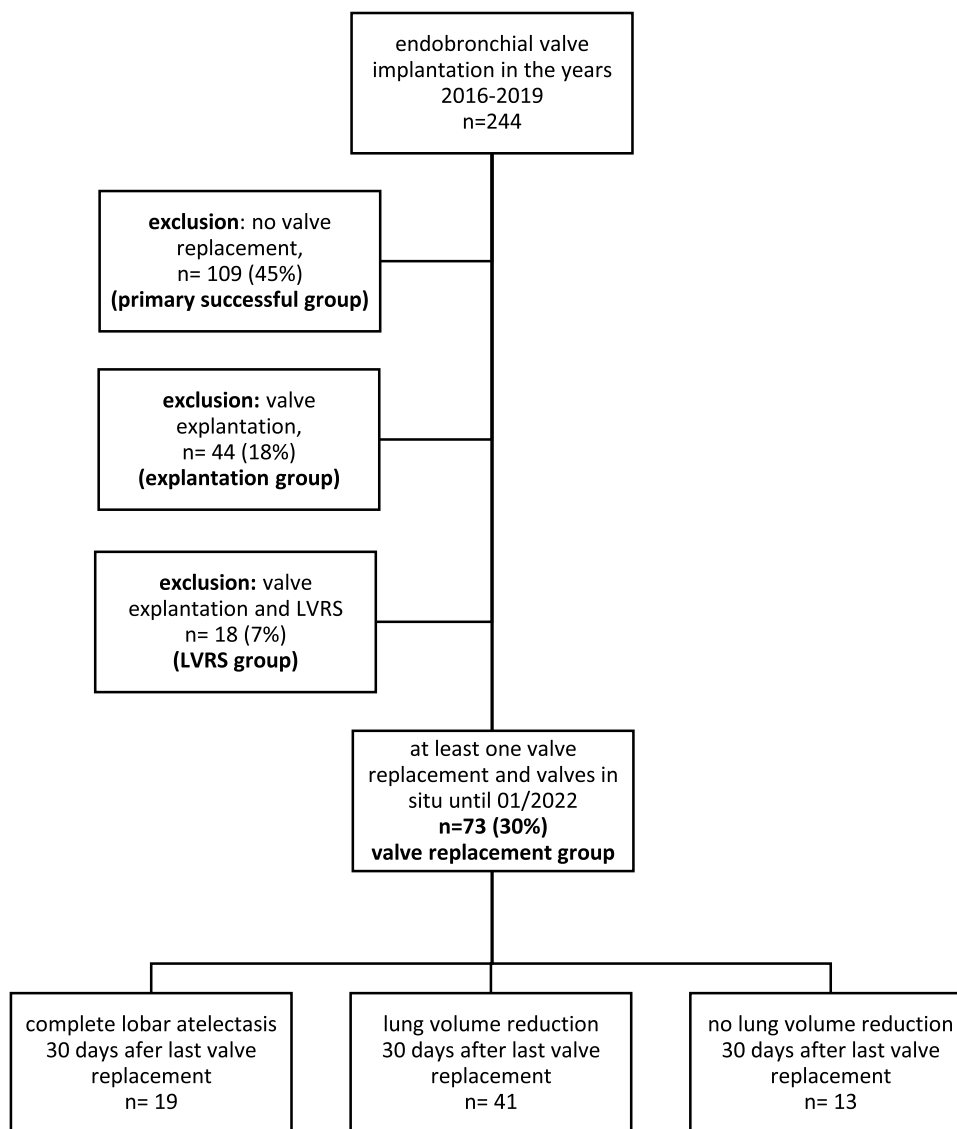 endobronchial valve
implantation in the years
2016-2019
n=244
exclusion: no valve
replacement,
n= 109 (45%)
(primary successful group)
exclusion: valve
explantation,
n= 44 (18%)
(explantation group)
exclusion: valve
explantation and LVRS
n= 18 (7%)
(LVRS group)
at least one valve
replacement and valves in
situ until 01/2022
n=73 (30%)
valve replacement group
complete lobar atelectasis
30 days afer last valve
replacement
n= 19
lung volume reduction
30 days after last valve
replacement
n= 41
no lung volume reduction
30 days after last valve
replacement
n= 13